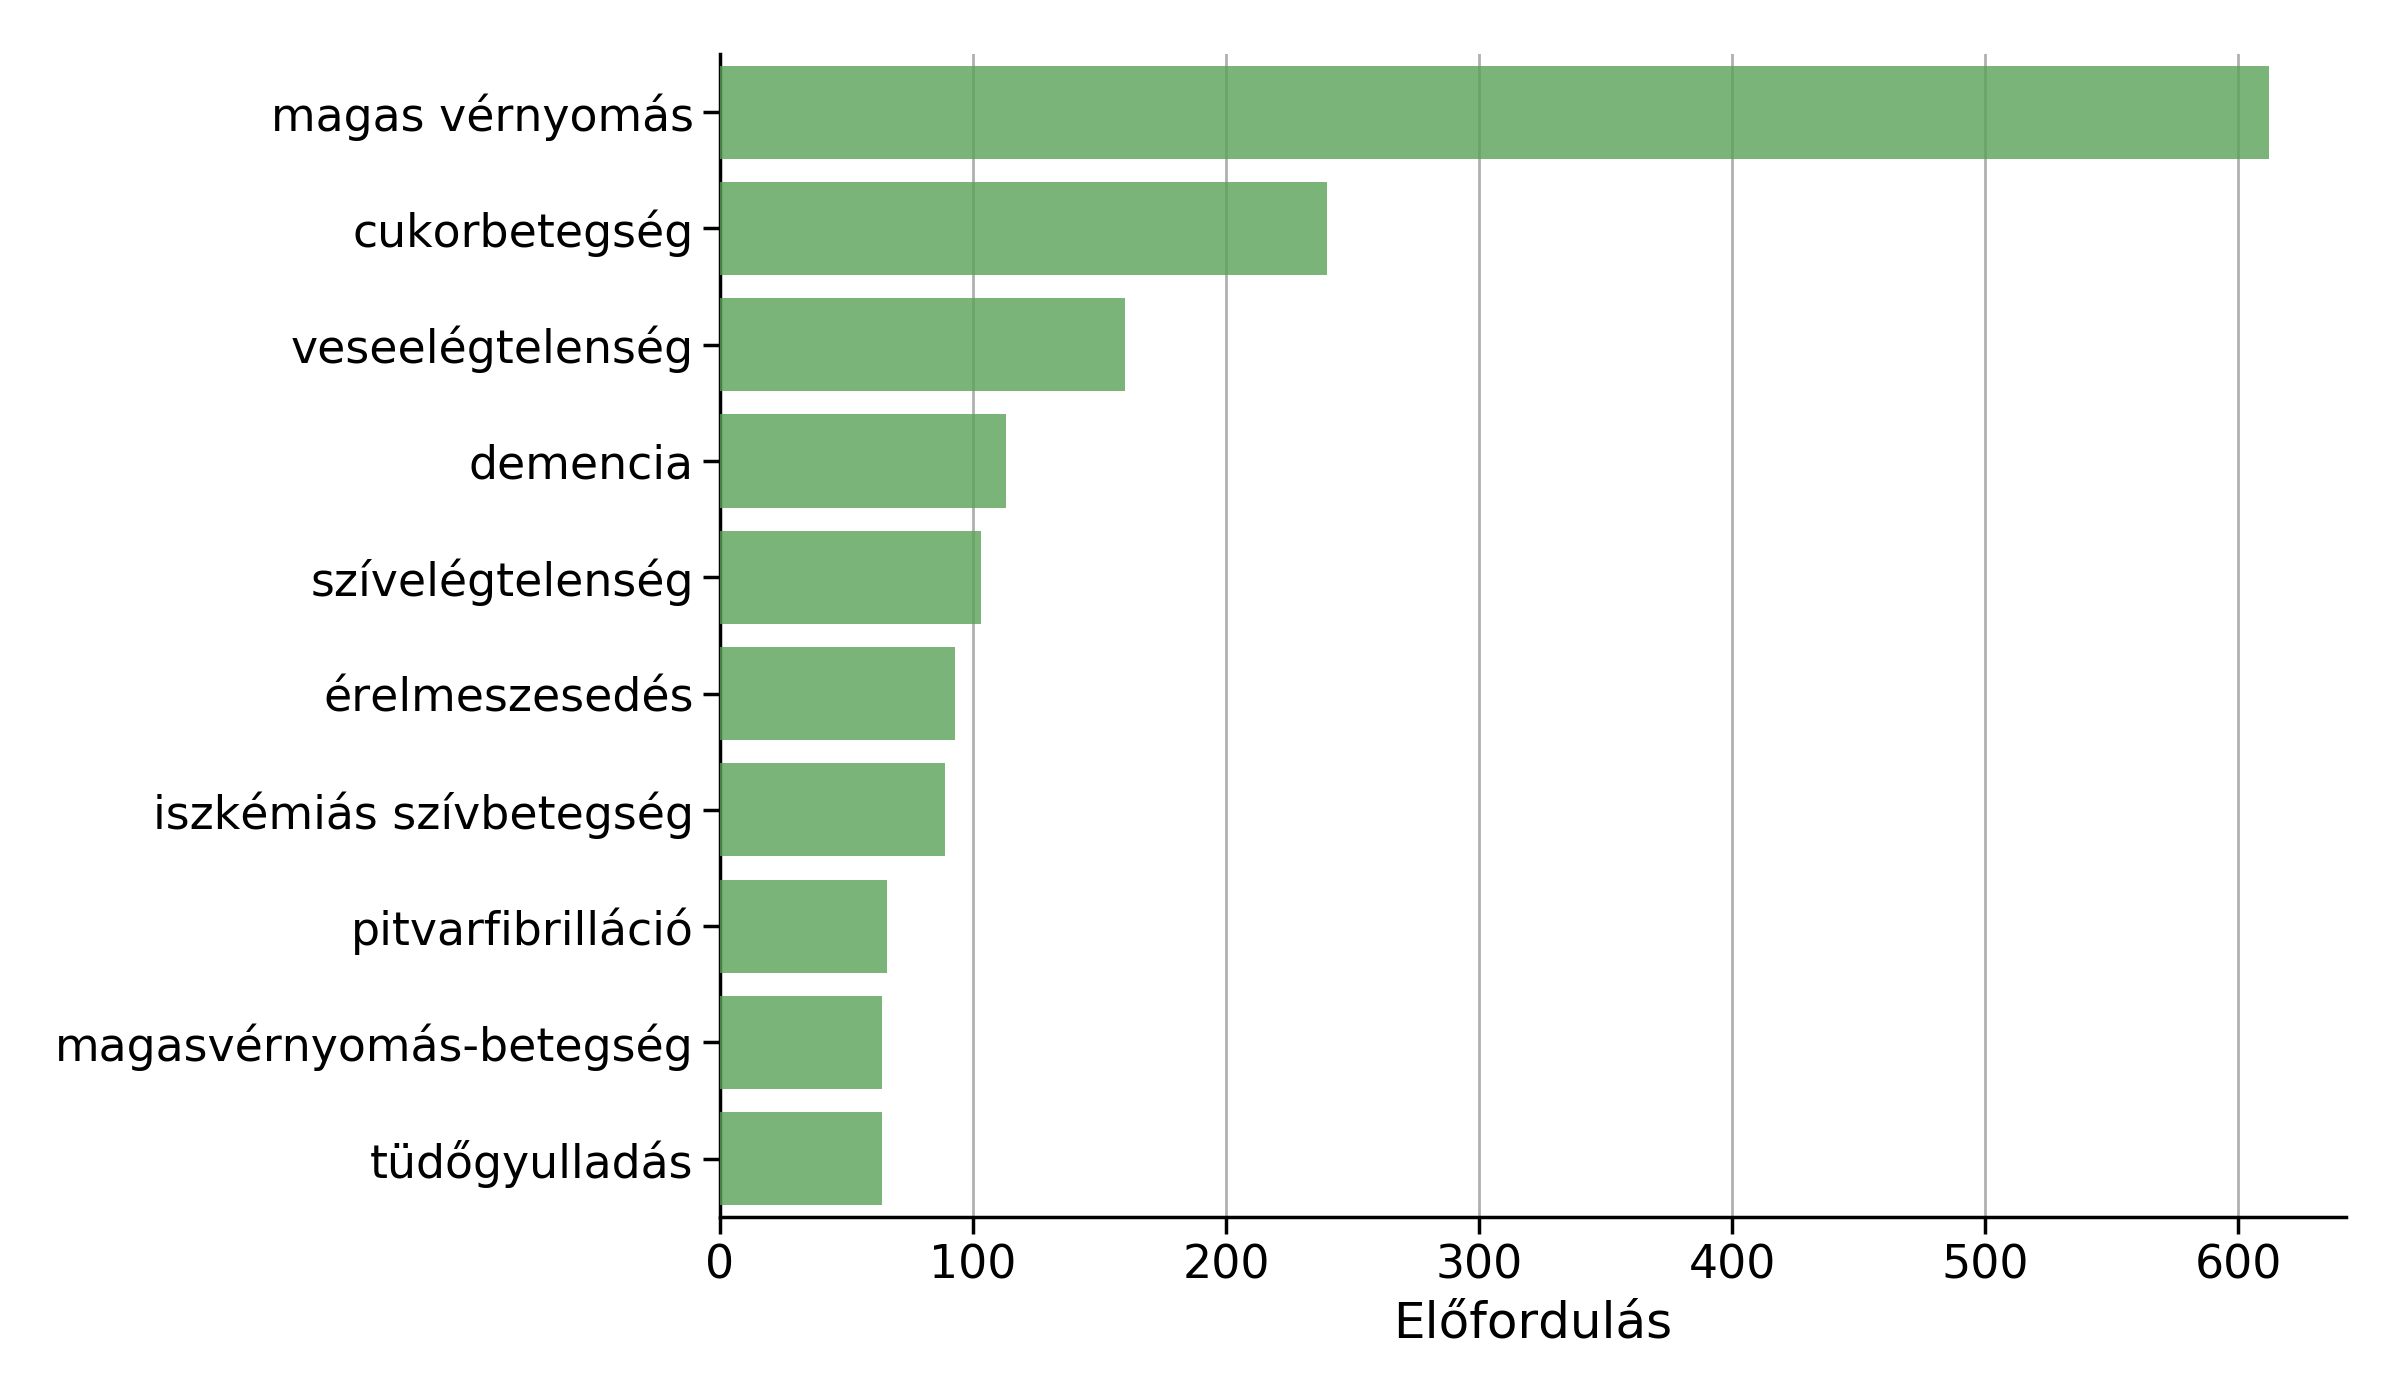 magas vérnyomás
cukorbetegség
veseelégtelenség
demencia
szívelégtelenség
érelmeszesedés
iszkémiás szívbetegség
pitvarfibrilláció
magasvérnyomás-betegség
tüdőgyulladás
0 100 200 300 400 500 600
Előfordulás